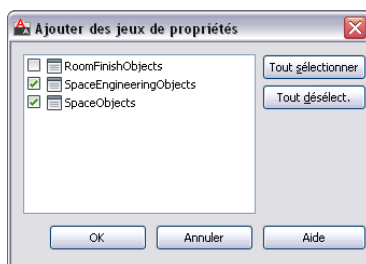 Ajouter des jeux de propriétés
RoomFinishObjects
SpaceEngineeringObjects
SpaceObjects
Tout sélectionner
Tout désélect.
OK
Annuler
Aide